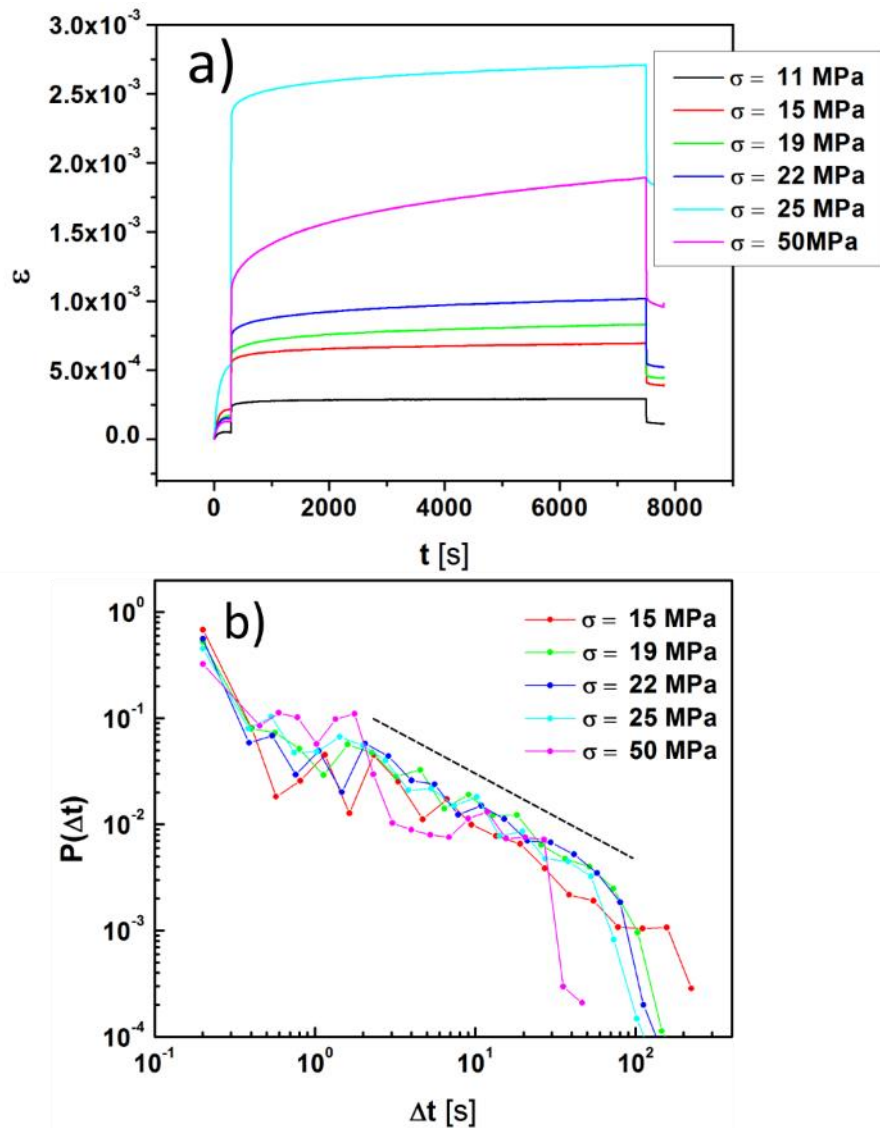 a)
3.0x10⁻³
2.5x10⁻³
2.0x10⁻³
1.5x10⁻³
1.0x10⁻³
5.0x10⁻⁴
0.0
ε
0 2000 4000 6000 8000
t [s]
σ = 11 MPa
σ = 15 MPa
σ = 19 MPa
σ = 22 MPa
σ = 25 MPa
σ = 50MPa
b)
10⁰
10⁻¹
10⁻²
10⁻³
10⁻⁴
P(Δt)
10⁻¹ 10⁰ 10¹ 10²
Δt [s]
σ = 15 MPa
σ = 19 MPa
σ = 22 MPa
σ = 25 MPa
σ = 50 MPa